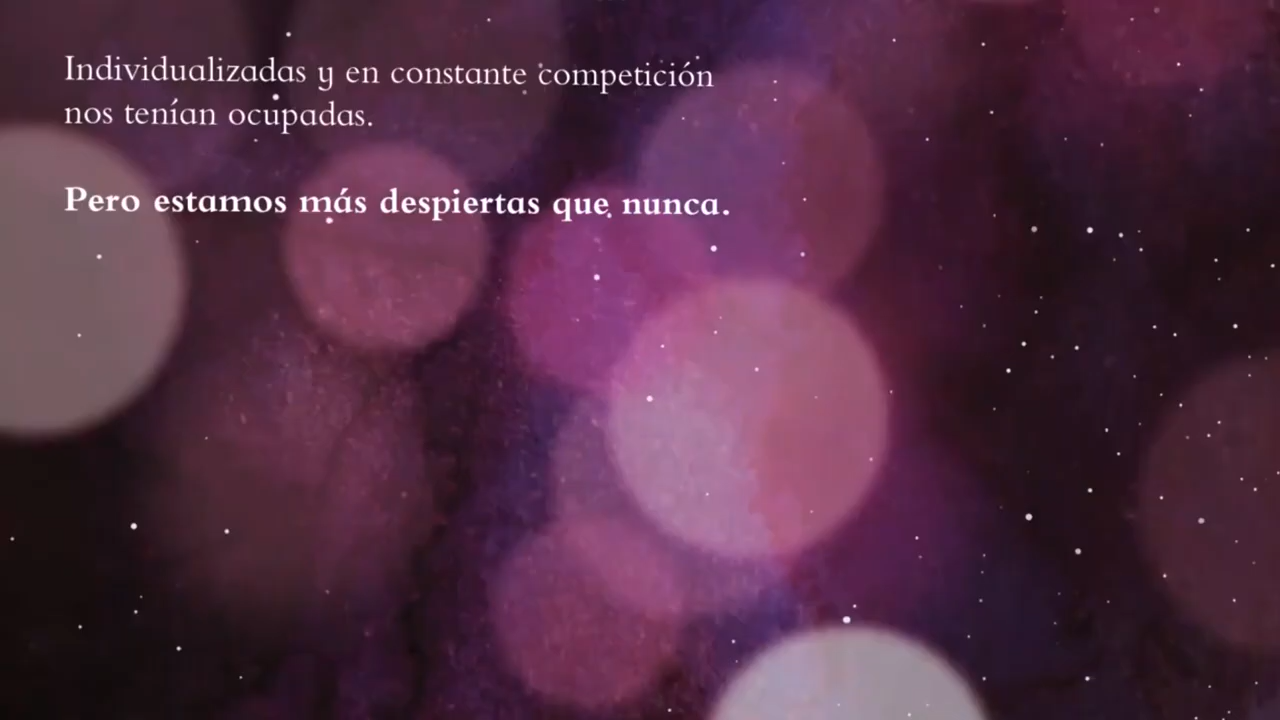 Individualizadas y en constante competición
nos tenían ocupadas.
Pero estamos más despiertas que nunca.